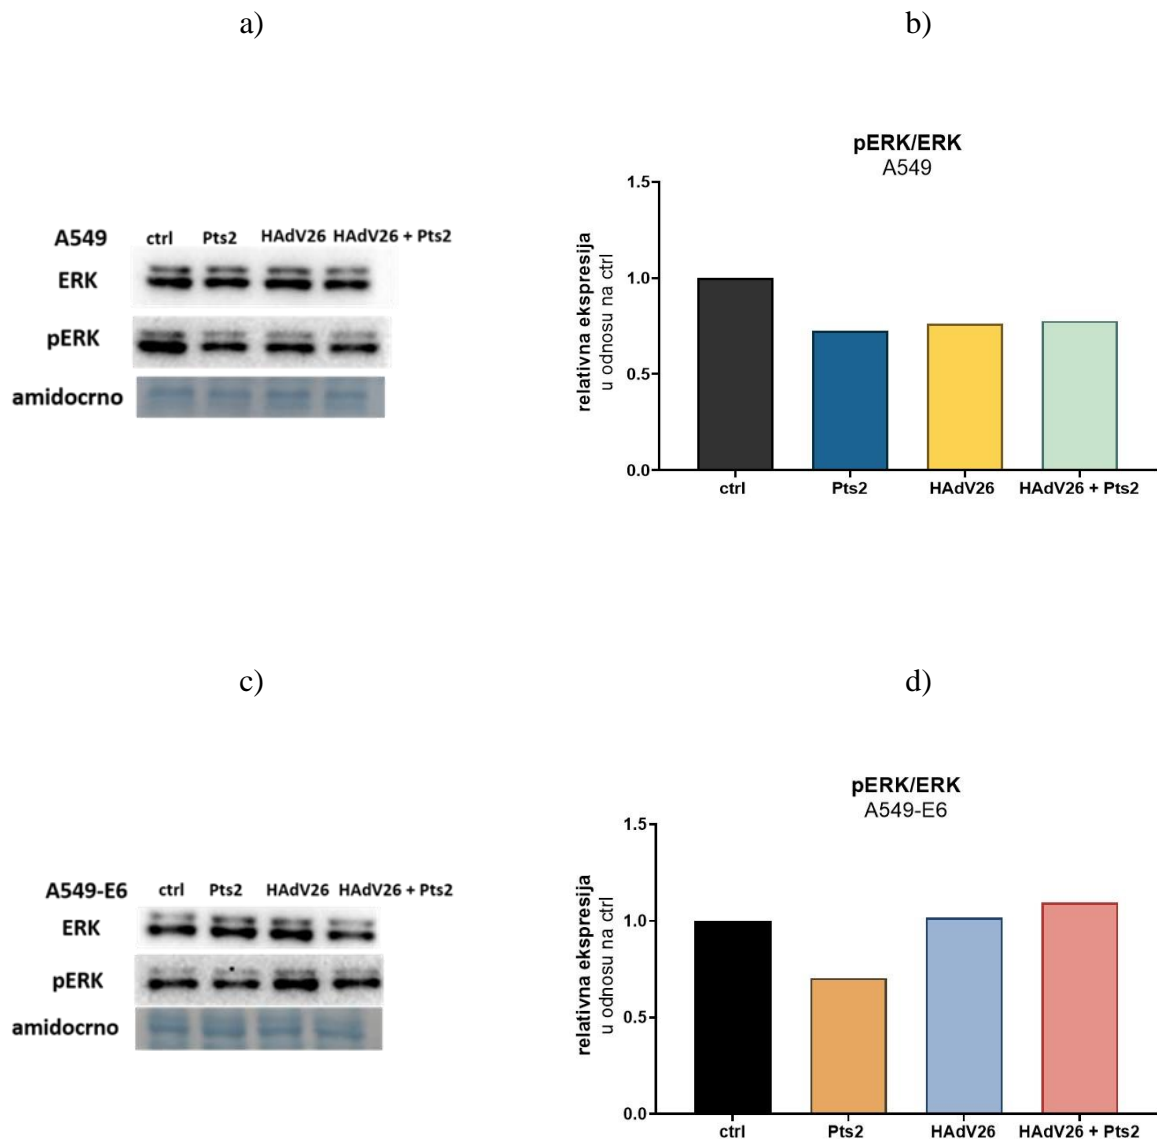 a)
b)
A549 ctrl Pts2 HAdV26 HAdV26 + Pts2
ERK
pERK
amidocrno
pERK/ERK
A549
relativna ekspresija
u odnosu na ctrl
1.5
1.0
0.5
0.0
ctrl Pts2 HAdV26 HAdV26 + Pts2
c)
d)
A549-E6 ctrl Pts2 HAdV26 HAdV26 + Pts2
ERK
pERK
amidocrno
pERK/ERK
A549-E6
relativna ekspresija
u odnosu na ctrl
1.5
1.0
0.5
0.0
ctrl Pts2 HAdV26 HAdV26 + Pts2